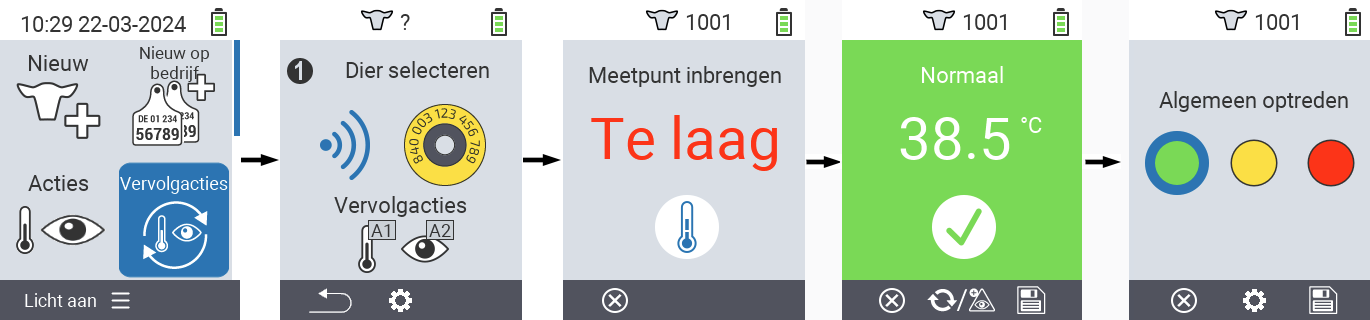 10:29 22-03-2024
Nieuw
Nieuw op
bedrijf
DE 01 234
56789
234
89
Acties
Vervolgacties
Licht aan
?
1
Dier selecteren
840 003 123 456 789
Vervolgacties
A1
A2
1001
Meetpunt inbrengen
Te laag
1001
Normaal
38.5 °C
/
1001
Algemeen optreden